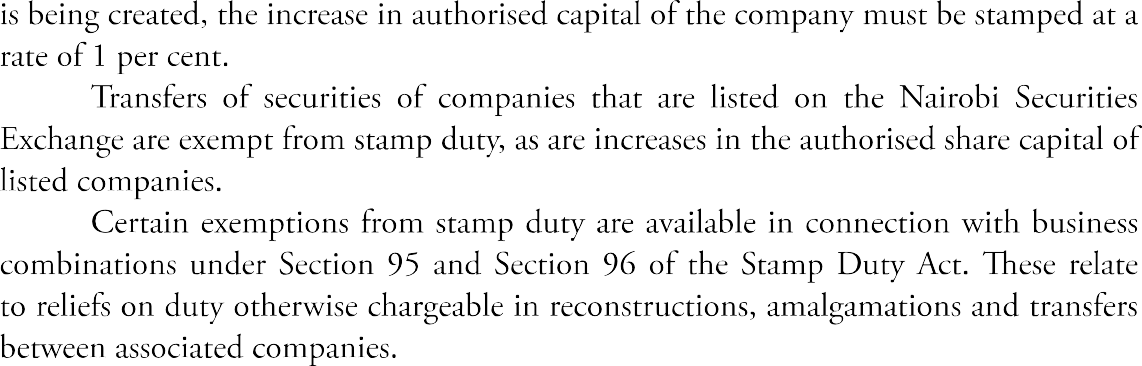 is being created, the increase in authorised capital of the company must be stamped at a
rate of 1 per cent.
Transfers of securities of companies that are listed on the Nairobi Securities
Exchange are exempt from stamp duty, as are increases in the authorised share capital of
listed companies.
Certain exemptions from stamp duty are available in connection with business
combinations under Section 95 and Section 96 of the Stamp Duty Act. These relate
to reliefs on duty otherwise chargeable in reconstructions, amalgamations and transfers
between associated companies.